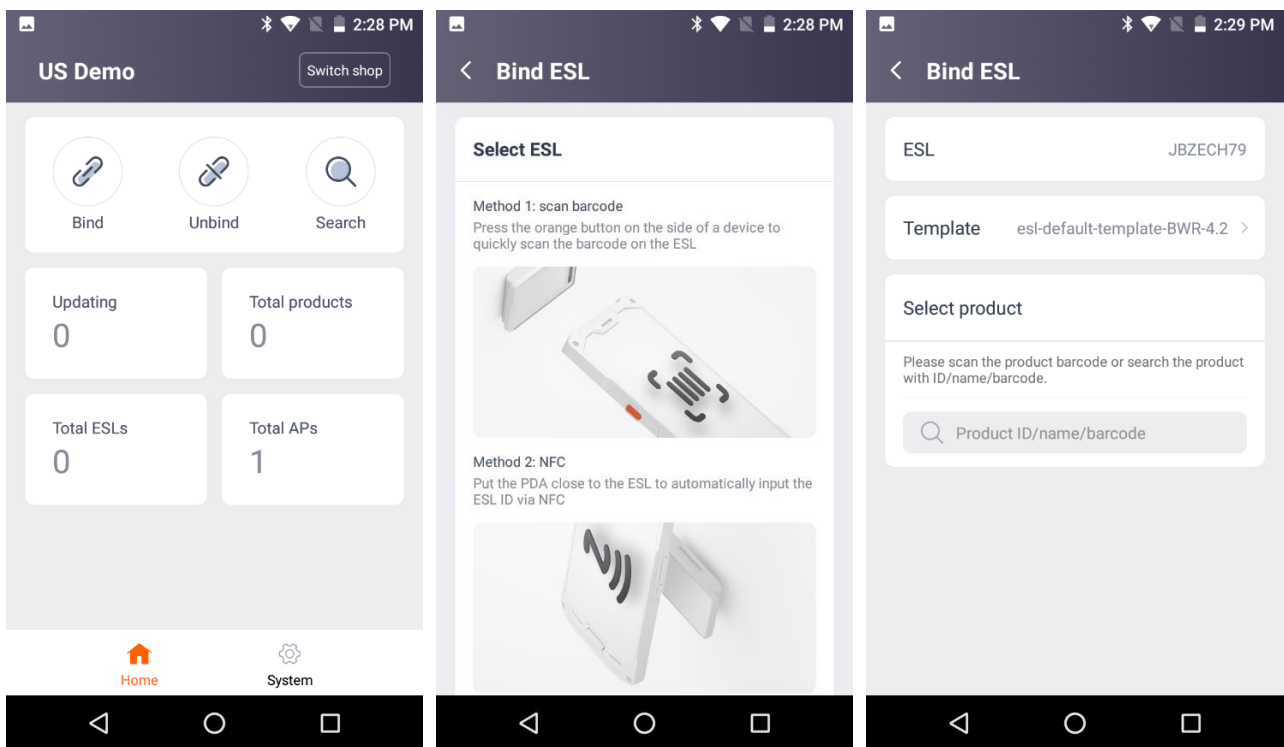 2:28 PM
US Demo
Switch shop
Bind
Unbind
Search
Updating
0
Total products
0
Total ESLs
0
Total APs
1
Home
System
2:28 PM
Bind ESL
Select ESL
Method 1: scan barcode
Press the orange button on the side of a device to
quickly scan the barcode on the ESL
Method 2: NFC
Put the PDA close to the ESL to automatically input the
ESL ID via NFC
2:29 PM
Bind ESL
ESL
JBZECH79
Template
esl-default-template-BWR-4.2
Select product
Please scan the product barcode or search the product
with ID/name/barcode.
Product ID/name/barcode